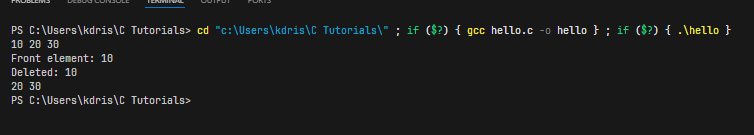 PROBLEMS DEBUG CONSOLE TERMINAL OUTPUT PORTS
PS C:\Users\kdris\C Tutorials> cd "c:\Users\kdris\C Tutorials\" ; if ($?) { gcc hello.c -o hello } ; if ($?) { .\hello }
10 20 30
Front element: 10
Deleted: 10
20 30
PS C:\Users\kdris\C Tutorials>